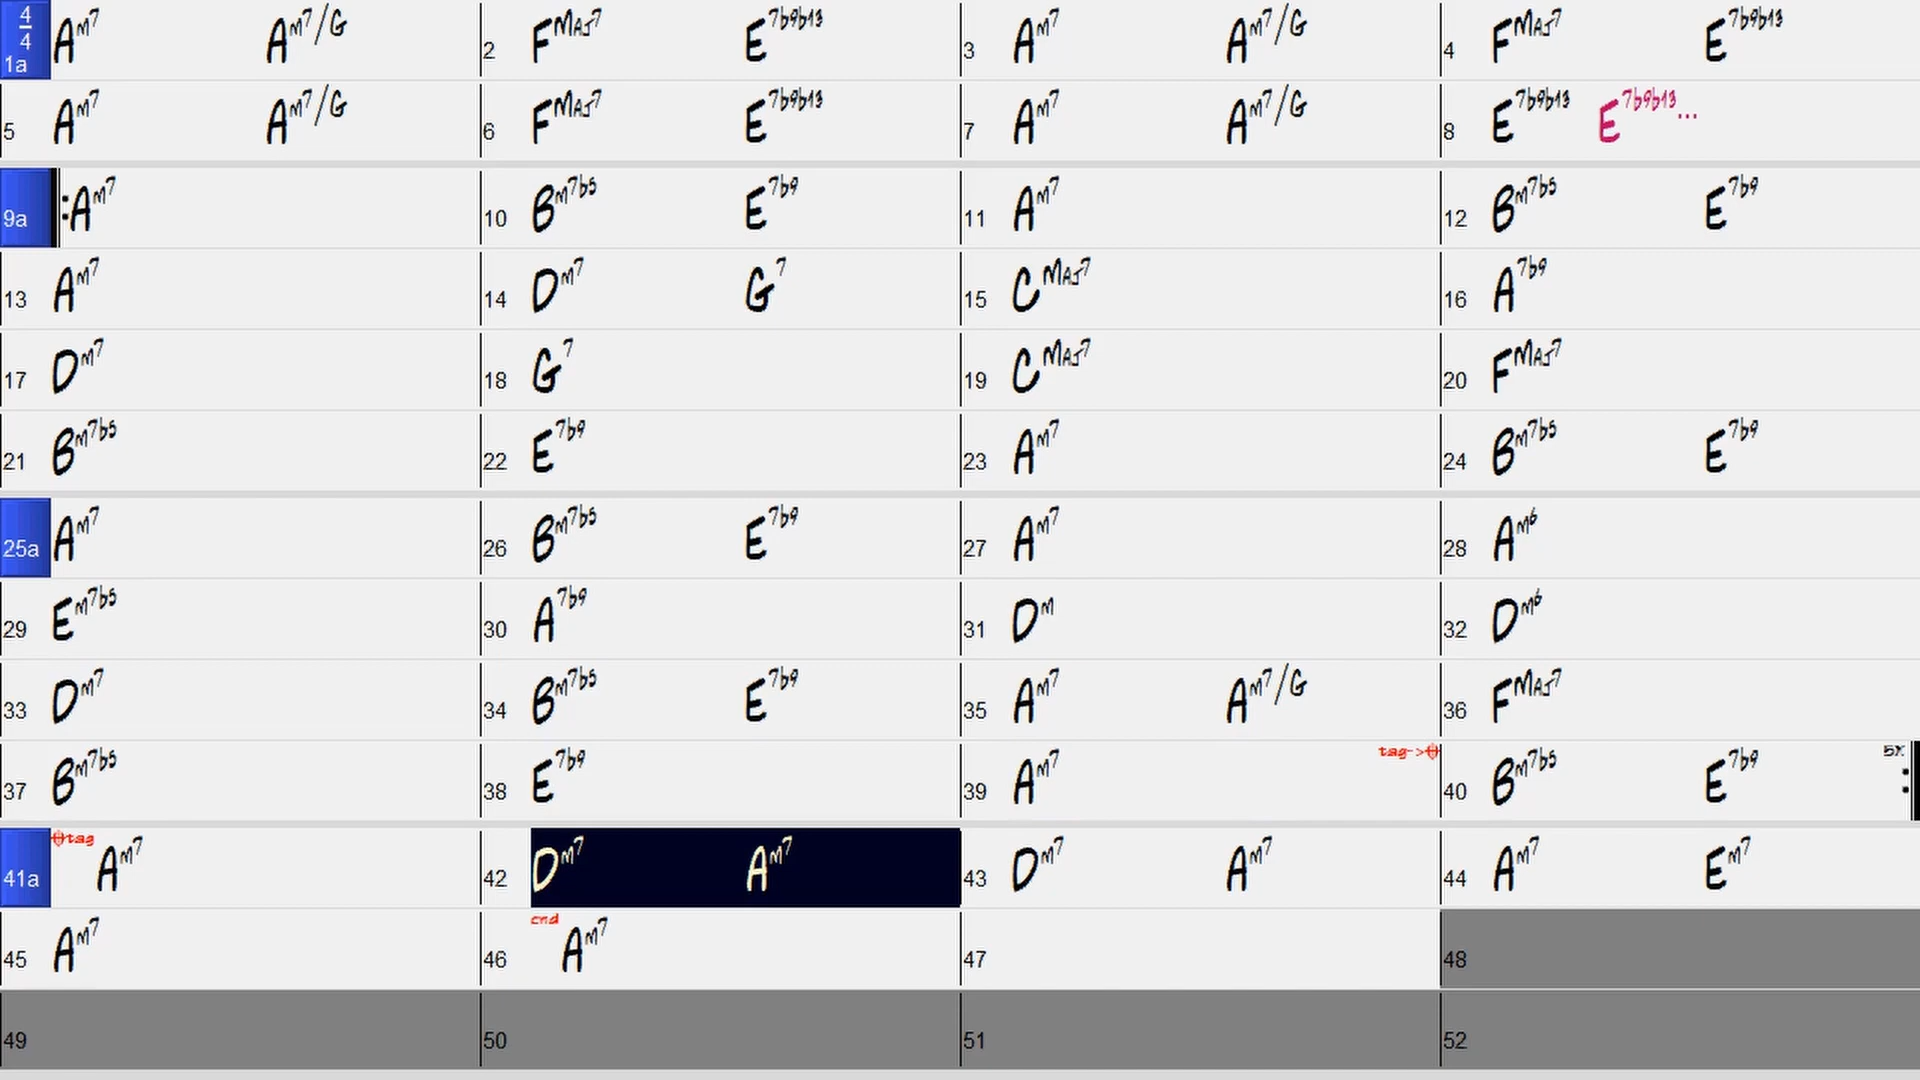 4
4
1a Am7 Am7/G 2 FMaj7 E7b9b13 3 Am7 Am7/G 4 FMaj7 E7b9b13
5 Am7 Am7/G 6 FMaj7 E7b9b13 7 Am7 Am7/G 8 E7b9b13 E7b9b13...
9a :Am7 10 Bm7b5 E7b9 11 Am7 12 Bm7b5 E7b9
13 Am7 14 Dm7 G7 15 CMaj7 16 A7b9
17 Dm7 18 G7 19 CMaj7 20 FMaj7
21 Bm7b5 22 E7b9 23 Am7 24 Bm7b5 E7b9
25a Am7 26 Bm7b5 E7b9 27 Am7 28 Am6
29 Em7b5 30 A7b9 31 Dm 32 Dm6
33 Dm7 34 Bm7b5 E7b9 35 Am7 Am7/G 36 FMaj7
tag-> 5x
37 Bm7b5 38 E7b9 39 Am7 40 Bm7b5 E7b9 :
tag
41a Am7 42 Dm7 Am7 43 Dm7 Am7 44 Am7 Em7
end
45 Am7 46 Am7 47 48
49 50 51 52